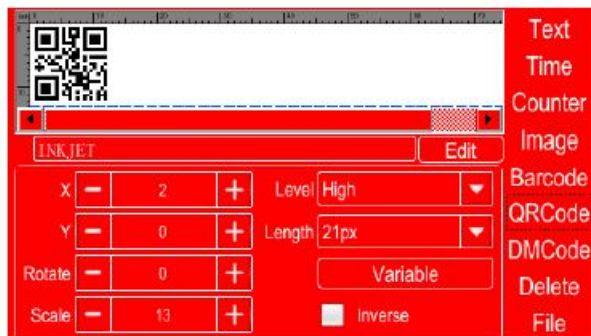 Text
Time
Counter
Image
Barcode
QRCode
DMCode
Delete
File
INKJET Edit
X 2 Level High
Y 0 Length 21px
Rotate 0 Variable
Scale 13 Inverse